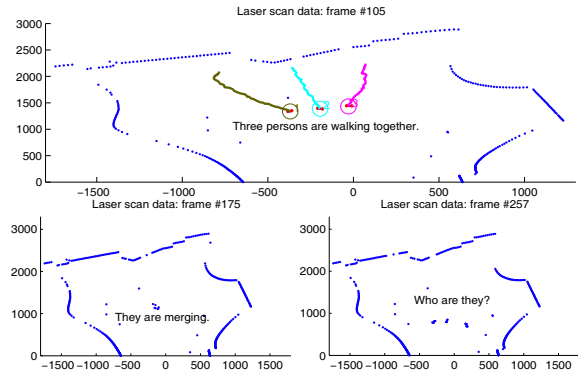 Laser scan data: frame #105
3000
2500
2000
1500
1000
500
0
Three persons are walking together.
−1500 −1000 −500 0 500 1000
Laser scan data: frame #175
3000
2000
1000
0
They are merging.
−1500 −1000 −500 0 500 1000 1500
Laser scan data: frame #257
3000
2000
1000
0
Who are they?
−1500 −1000 −500 0 500 1000 1500